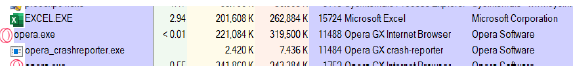 EXCEL.EXE 2.94 201,608 K 262,884 K 15724 Microsoft Excel Microsoft Corporation
opera.exe < 0.01 221,084 K 319,500 K 11488 Opera GX Internet Browser Opera Software
opera_crashreporter.exe 2,420 K 7,436 K 11484 Opera GX crash-reporter Opera Software